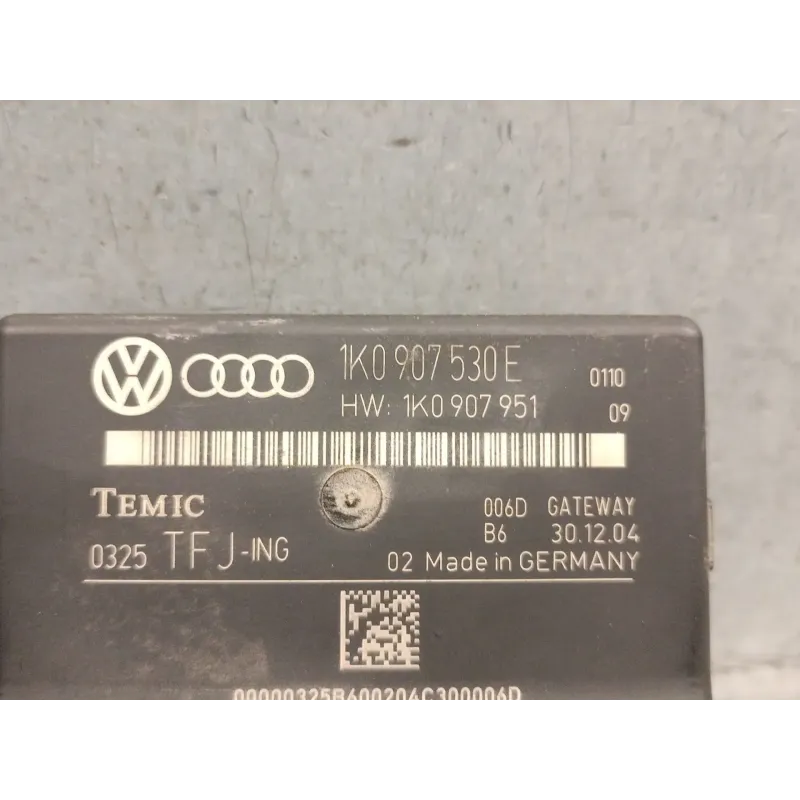 1K0 907 530 E 0110
HW: 1K0 907 951 09
TEMIC 006D GATEWAY
B6 30.12.04
0325 TFJ-ING 02 Made in GERMANY
00000325B600204C300006D